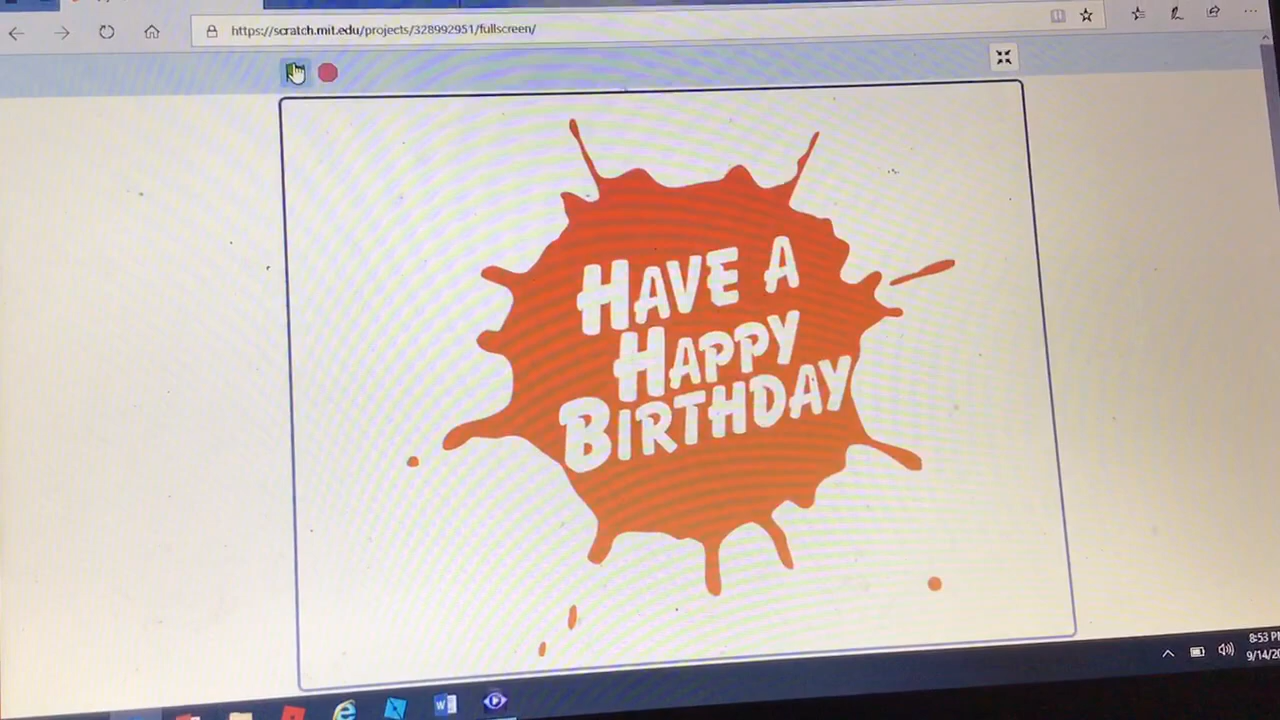 https://scratch.mit.edu/projects/328992951/fullscreen/
HAVE A
HAPPY
BIRTHDAY
8:53 PM
9/14/20